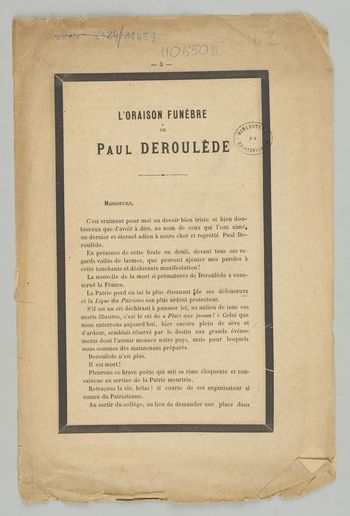 110650 III
62
— 3 —
L'ORAISON FUNÈBRE
DE
PAUL DEROULÈDE
MESSIEURS,
C'est vraiment pour moi un devoir bien triste et bien dou-
loureux que d'avoir à dire, au nom de ceux qui l'ont aimé,
un dernier et éternel adieu à notre cher et regretté Paul De-
roulède.
En présence de cette foule en deuil, devant tous ses re-
gards voilés de larmes, que peuvent ajouter mes paroles à
cette touchante et déchirante manifestation!
La nouvelle de la mort si prématurée de Deroulède a cons-
terné la France.
La Patrie perd en lui le plus étonnant de ses défenseurs
et la Ligue des Patriotes son plus ardent protecteur.
S'il est un cri déchirant à pousser ici, au milieu de tous ces
morts illustres, c'est le cri de « Place aux jeunes! » Celui que
nous enterrons aujourd'hui, hier encore plein de sève et
d'ardeur, semblait réservé par le destin aux grands événe-
ments dont l'avenir menace notre pays, mais pour lesquels
nous sommes dès maintenant préparés.
Deroulède n'est plus.
Il est mort!
Pleurons ce brave poète qui mit sa rime éloquente et con-
vaincue au service de la Patrie meurtrie.
Retraçons la vie, hélas! si courte de cet organisateur si
connu du Patriotisme.
Au sortir du collège, au lieu de demander une place dans